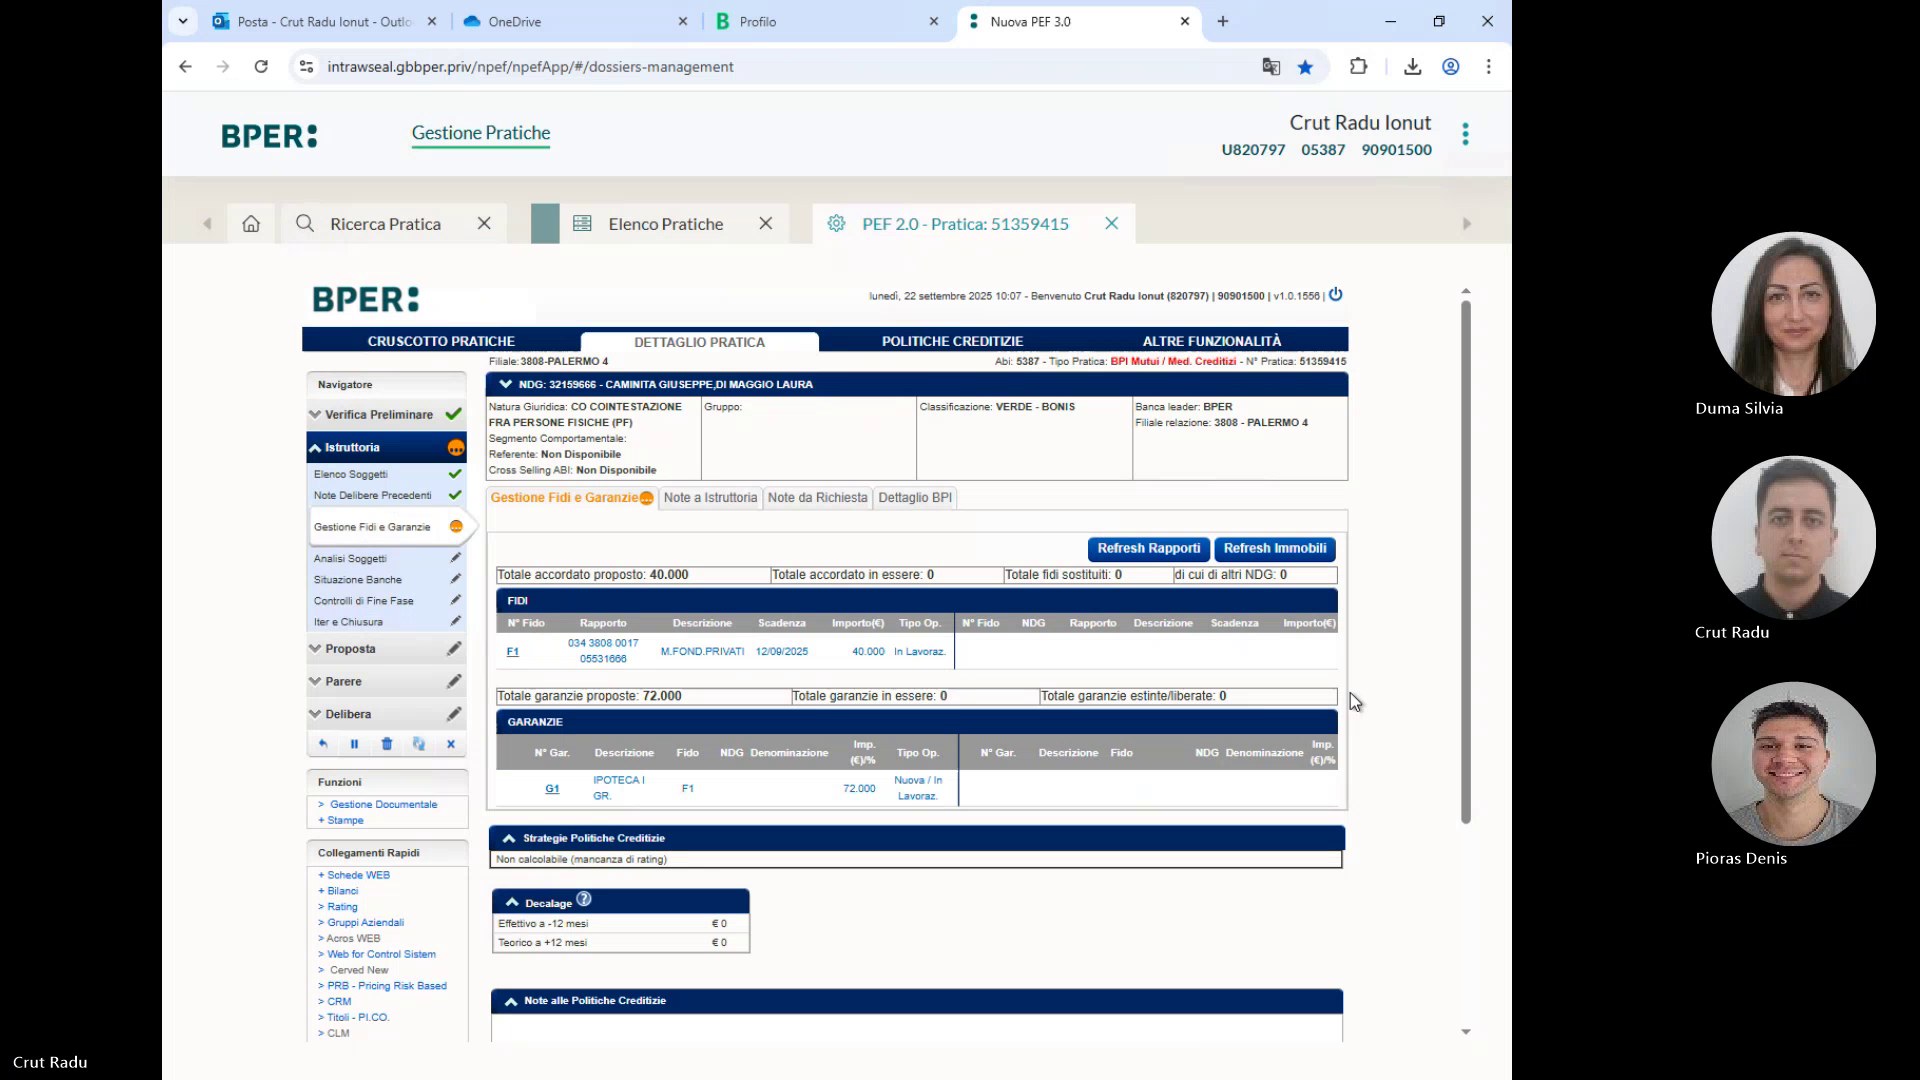 Posta - Crut Radu Ionut - Outlo
OneDrive
Profilo
Nuova PEF 3.0
intrawseal.gbbper.priv/npef/npefApp/#/dossiers-management
BPER:
Gestione Pratiche
Crut Radu Ionut
U820797 05387 90901500
Ricerca Pratica
Elenco Pratiche
PEF 2.0 - Pratica: 51359415
BPER:
lunedì, 22 settembre 2025 10:07 - Benvenuto Crut Radu Ionut (820797) | 90901500 | v1.0.1556 |
CRUSCOTTO PRATICHE
DETTAGLIO PRATICA
POLITICHE CREDITIZIE
ALTRE FUNZIONALITÀ
Filiale: 3808-PALERMO 4
Abi: 5387 - Tipo Pratica: BPI Mutui / Med. Creditizi - N° Pratica: 51359415
Navigatore
Verifica Preliminare
Istruttoria
Elenco Soggetti
Note Delibere Precedenti
Gestione Fidi e Garanzie
Analisi Soggetti
Situazione Banche
Controlli di Fine Fase
Iter e Chiusura
Proposta
Parere
Delibera
Funzioni
> Gestione Documentale
+ Stampe
Collegamenti Rapidi
+ Schede WEB
+ Bilanci
> Rating
> Gruppi Aziendali
> Acros WEB
> Web for Control Sistem
> Cerved New
> PRB - Pricing Risk Based
> CRM
> Titoli - PI.CO.
> CLM
NDG: 32159666 - CAMINITA GIUSEPPE,DI MAGGIO LAURA
Natura Giuridica: CO COINTESTAZIONE
FRA PERSONE FISICHE (PF)
Segmento Comportamentale:
Referente: Non Disponibile
Cross Selling ABI: Non Disponibile
Gruppo:
Classificazione: VERDE - BONIS
Banca leader: BPER
Filiale relazione: 3808 - PALERMO 4
Gestione Fidi e Garanzie
Note a Istruttoria
Note da Richiesta
Dettaglio BPI
Refresh Rapporti
Refresh Immobili
Totale accordato proposto: 40.000
Totale accordato in essere: 0
Totale fidi sostituiti: 0
di cui di altri NDG: 0
FIDI
N° Fido Rapporto Descrizione Scadenza Importo(€) Tipo Op. N° Fido NDG Rapporto Descrizione Scadenza Importo(€)
F1 034 3808 0017 05531666 M.FOND.PRIVATI 12/09/2025 40.000 In Lavoraz.
Totale garanzie proposte: 72.000
Totale garanzie in essere: 0
Totale garanzie estinte/liberate: 0
GARANZIE
N° Gar. Descrizione Fido NDG Denominazione Imp. (€)/% Tipo Op. N° Gar. Descrizione Fido NDG Denominazione Imp. (€)/%
G1 IPOTECA I GR. F1 72.000 Nuova / In Lavoraz.
Strategie Politiche Creditizie
Non calcolabile (mancanza di rating)
Decalage ?
Effettivo a -12 mesi € 0
Teorico a +12 mesi € 0
Note alle Politiche Creditizie
Duma Silvia
Crut Radu
Pioras Denis
Crut Radu